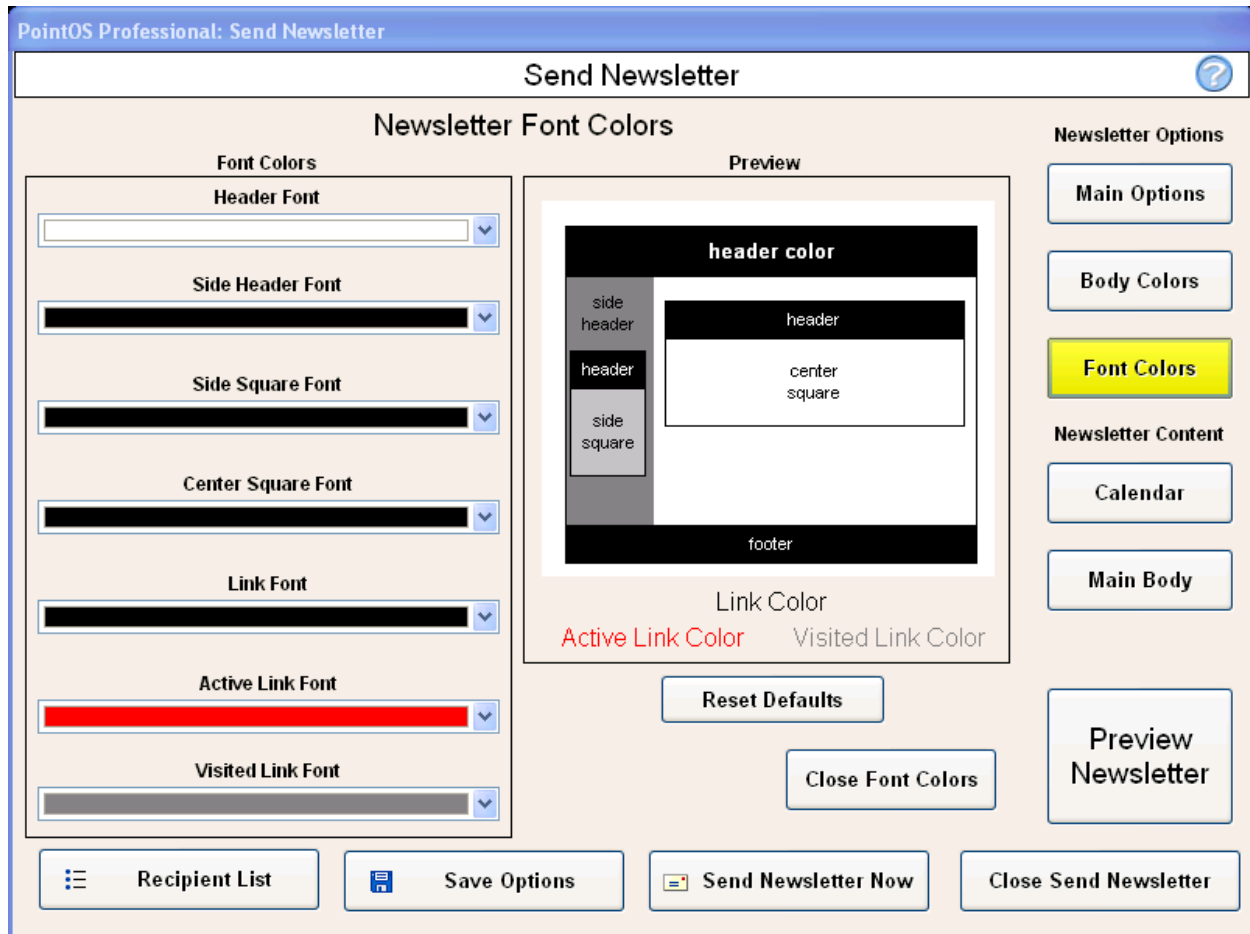 PointOS Professional: Send Newsletter
Send Newsletter
?
Newsletter Font Colors
Font Colors
Header Font
Side Header Font
Side Square Font
Center Square Font
Link Font
Active Link Font
Visited Link Font
Preview
header color
side
header
header
side
square
header
center
square
footer
Link Color
Active Link Color Visited Link Color
Reset Defaults
Close Font Colors
Newsletter Options
Main Options
Body Colors
Font Colors
Newsletter Content
Calendar
Main Body
Preview
Newsletter
Recipient List
Save Options
Send Newsletter Now
Close Send Newsletter